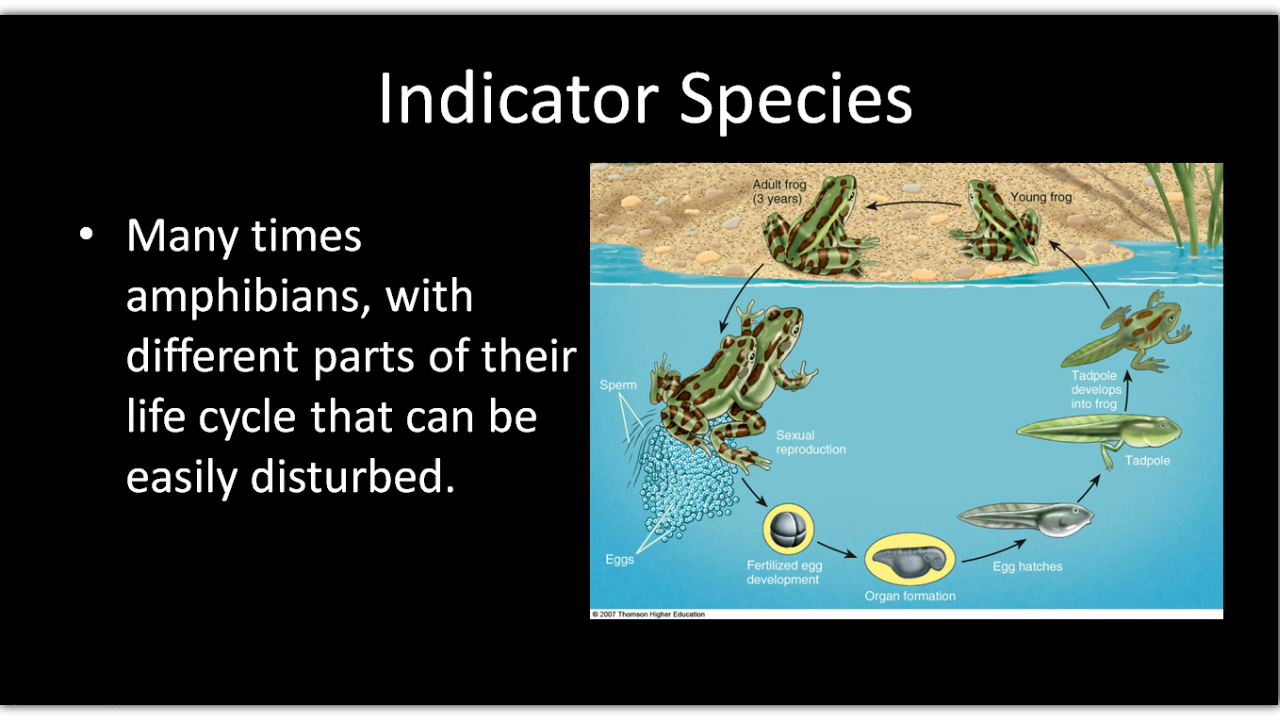 Indicator Species
• Many times
amphibians, with
different parts of their
life cycle that can be
easily disturbed.
Adult frog
(3 years)
Young frog
Sperm
Sexual
reproduction
Eggs
Fertilized egg
development
Organ formation
Egg hatches
Tadpole
Tadpole
develops
into frog
© 2007 Thomson Higher Education